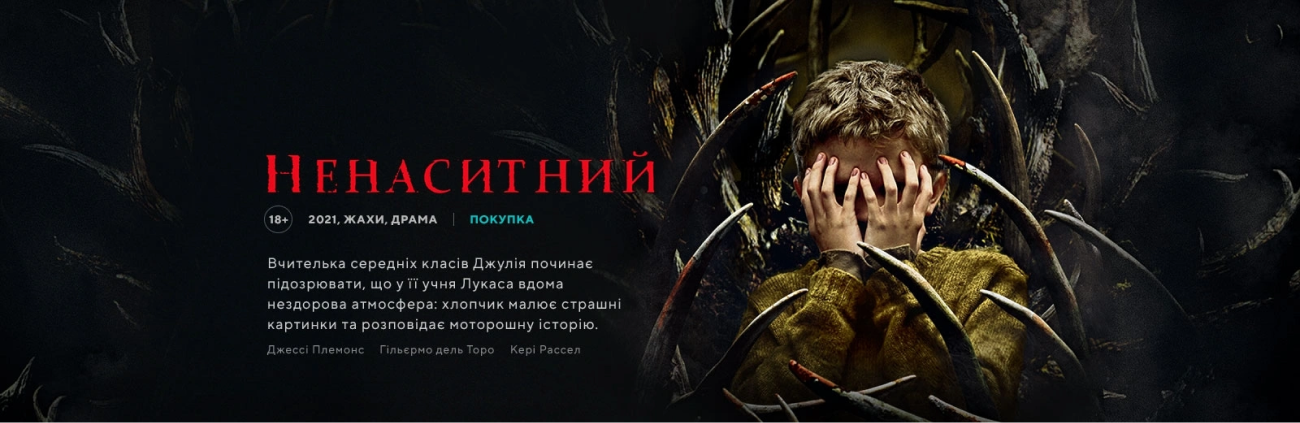 Ненаситний
18+ 2021, ЖАХИ, ДРАМА ПОКУПКА
Вчителька середніх класів Джулія починає
підозрювати, що у її учня Лукаса вдома
нездорова атмосфера: хлопчик малює страшні
картинки та розповідає моторошну історію.
Джессі Племонс Гільєрмо дель Торо Кері Рассел